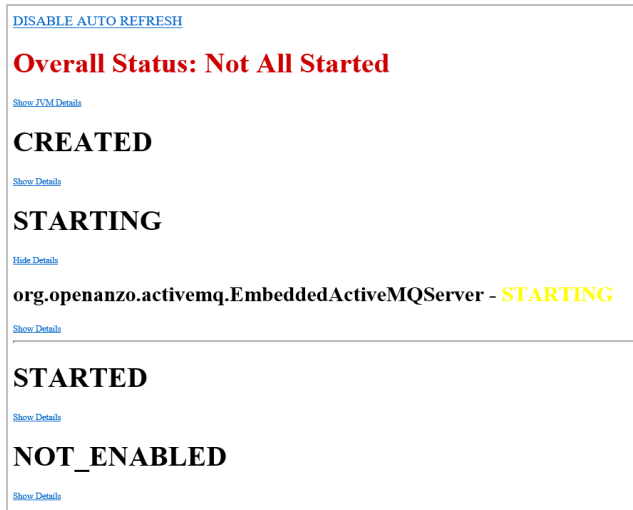 DISABLE AUTO REFRESH
Overall Status: Not All Started
Show JVM Details
CREATED
Show Details
STARTING
Hide Details
org.openanzo.activemq.EmbeddedActiveMQServer - STARTING
Show Details
STARTED
Show Details
NOT_ENABLED
Show Details